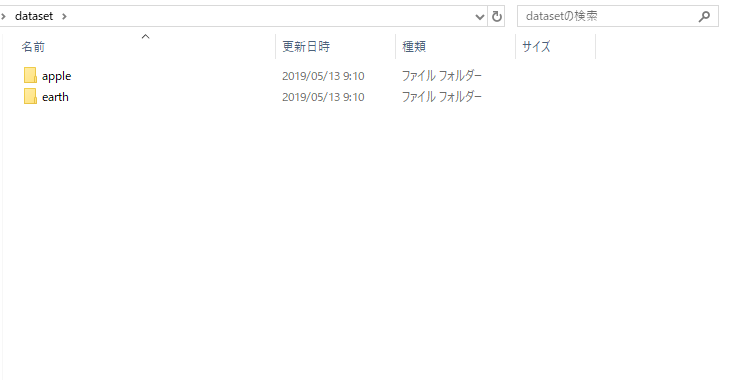 dataset
datasetの検索
名前 更新日時 種類 サイズ
apple 2019/05/13 9:10 ファイル フォルダー
earth 2019/05/13 9:10 ファイル フォルダー